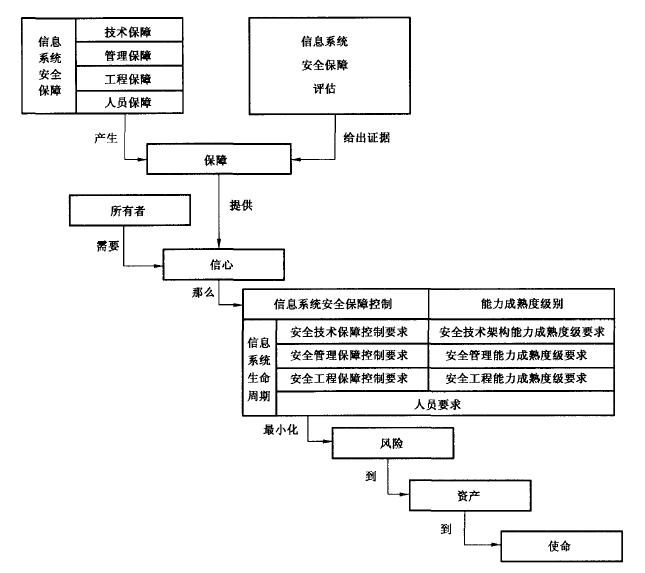 信息
系统
安全
保障
技术保障
管理保障
工程保障
人员保障
信息系统
安全保障
评估
产生
给出证据
保障
所有者
提供
需要
信心
那么
信息系统安全保障控制
能力成熟度级别
信息
系统
生命
周期
安全技术保障控制要求
安全技术架构能力成熟度级要求
安全管理保障控制要求
安全管理能力成熟度级要求
安全工程保障控制要求
安全工程能力成熟度级要求
人员要求
最小化
风险
到
资产
到
使命